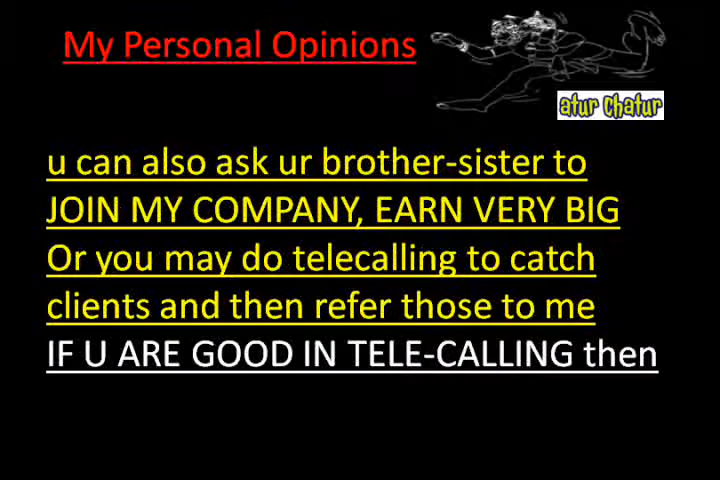 My Personal Opinions
atur chatur
u can also ask ur brother-sister to
JOIN MY COMPANY, EARN VERY BIG
Or you may do telecalling to catch
clients and then refer those to me
IF U ARE GOOD IN TELE-CALLING then